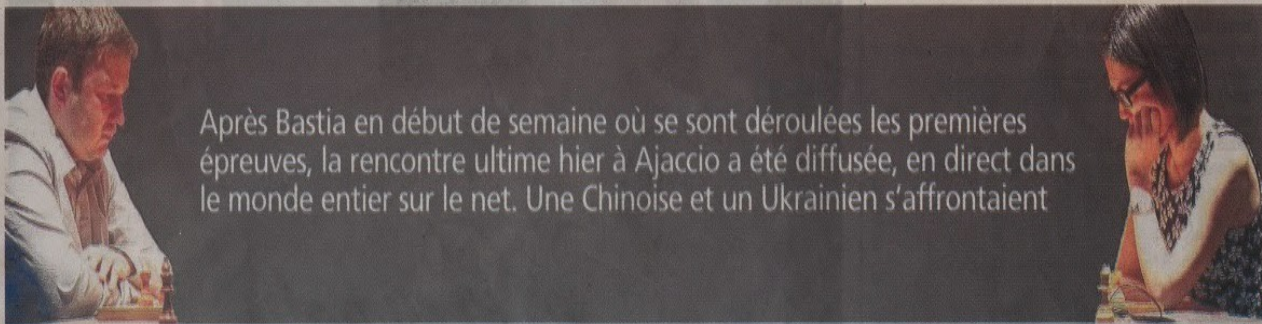 Après Bastia en début de semaine où se sont déroulées les premières
épreuves, la rencontre ultime hier à Ajaccio a été diffusée, en direct dans
le monde entier sur le net. Une Chinoise et un Ukrainien s'affrontaient